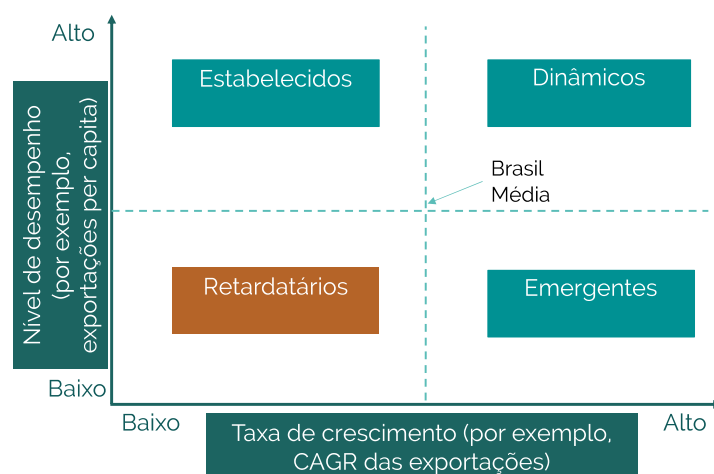 Alto
Nível de desempenho
(por exemplo,
exportações per capita)
Estabelecidos
Dinâmicos
Brasil
Média
Retardatários
Emergentes
Baixo
Baixo
Alto
Taxa de crescimento (por exemplo,
CAGR das exportações)